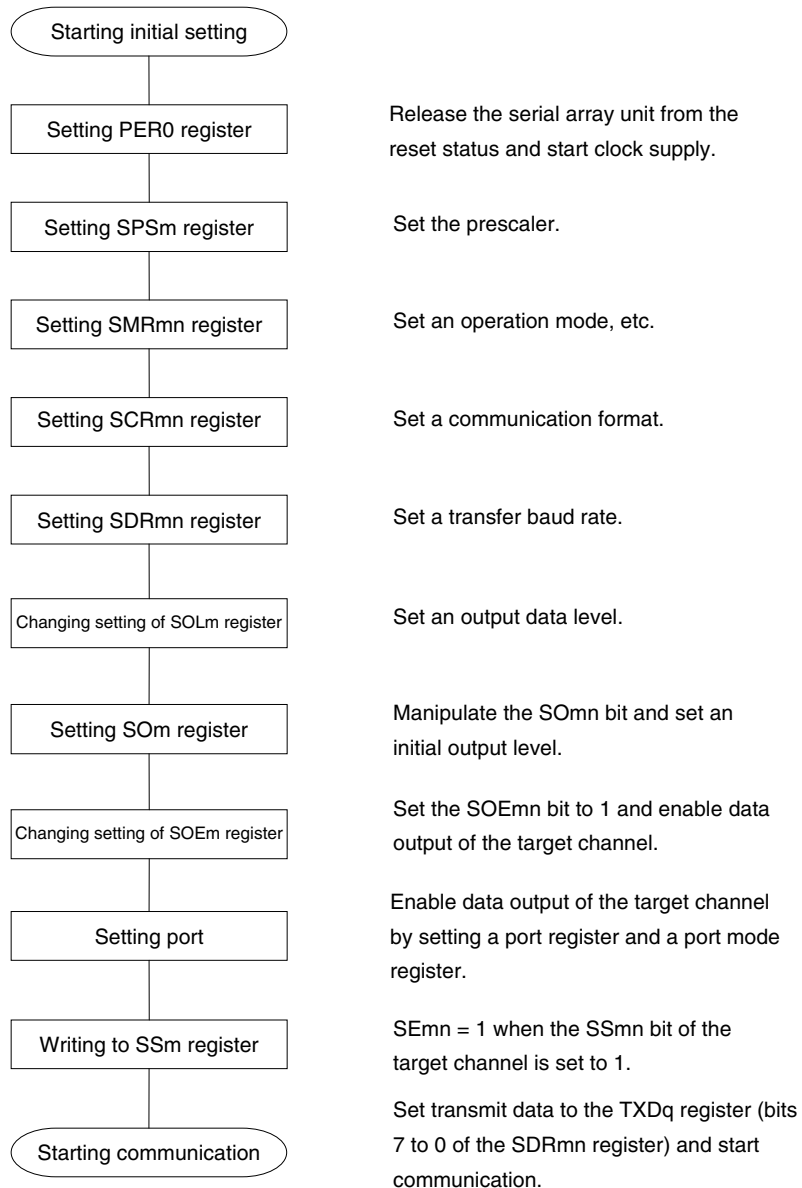 Starting initial setting
Setting PER0 register
Release the serial array unit from the
reset status and start clock supply.
Setting SPSm register
Set the prescaler.
Setting SMRmn register
Set an operation mode, etc.
Setting SCRmn register
Set a communication format.
Setting SDRmn register
Set a transfer baud rate.
Changing setting of SOLm register
Set an output data level.
Setting SOm register
Manipulate the SOmn bit and set an
initial output level.
Changing setting of SOEm register
Set the SOEmn bit to 1 and enable data
output of the target channel.
Setting port
Enable data output of the target channel
by setting a port register and a port mode
register.
Writing to SSm register
SEmn = 1 when the SSmn bit of the
target channel is set to 1.
Starting communication
Set transmit data to the TXDq register (bits
7 to 0 of the SDRmn register) and start
communication.